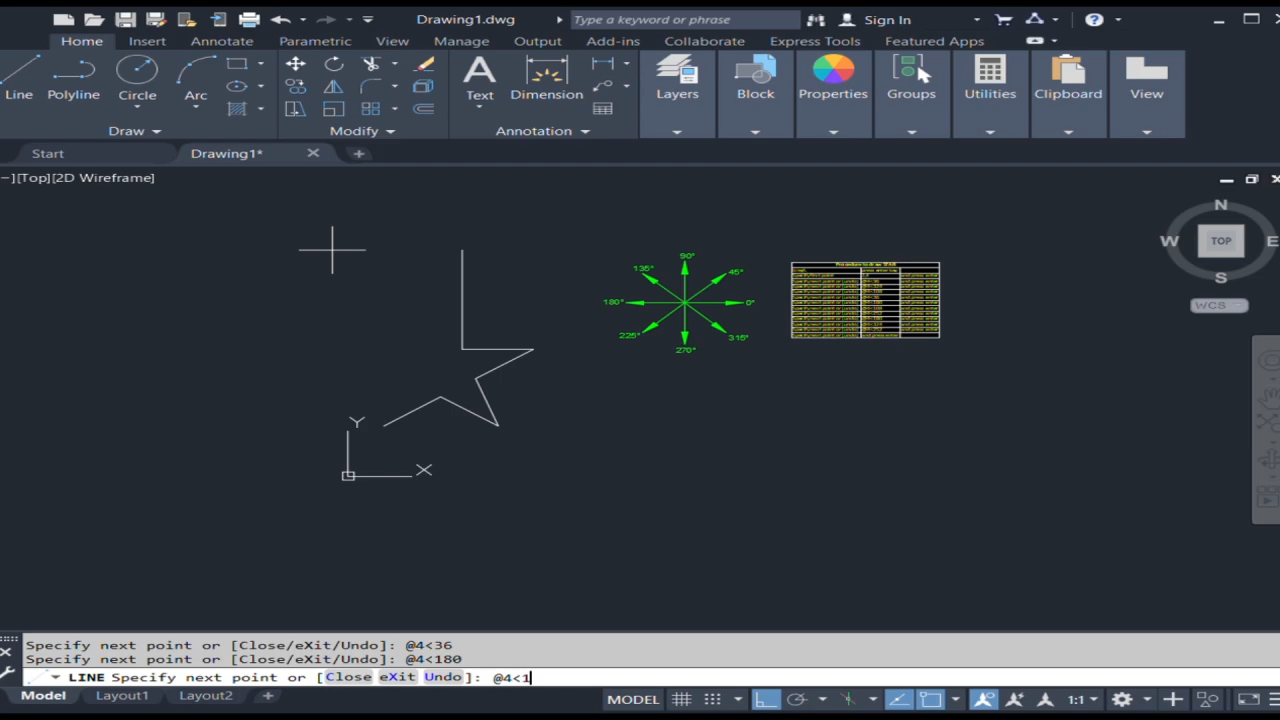 Drawing1.dwg
Type a keyword or phrase
Sign In
Home Insert Annotate Parametric View Manage Output Add-ins Collaborate Express Tools Featured Apps
Line Polyline Circle Arc Text Dimension Layers Block Properties Groups Utilities Clipboard View
Draw Modify Annotation
Start Drawing1*
−][Top][2D Wireframe]
N
W TOP E
S
WCS
90°
135° 45°
180° 0°
225° 315°
270°
Procedure to draw STAR
Y
X
Specify next point or [Close/eXit/Undo]: @4<36
Specify next point or [Close/eXit/Undo]: @4<180
LINE Specify next point or [Close eXit Undo]: @4<1
Model Layout1 Layout2 + MODEL 1:1